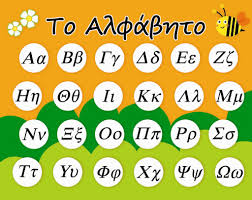 Το Αλφάβητο
Αα Ββ Γγ Δδ Εε Ζζ
Ηη Θθ Ιι Κκ Λλ Μμ
Νν Ξξ Οο Ππ Ρρ Σσ
Ττ Υυ Φφ Χχ Ψψ Ωω